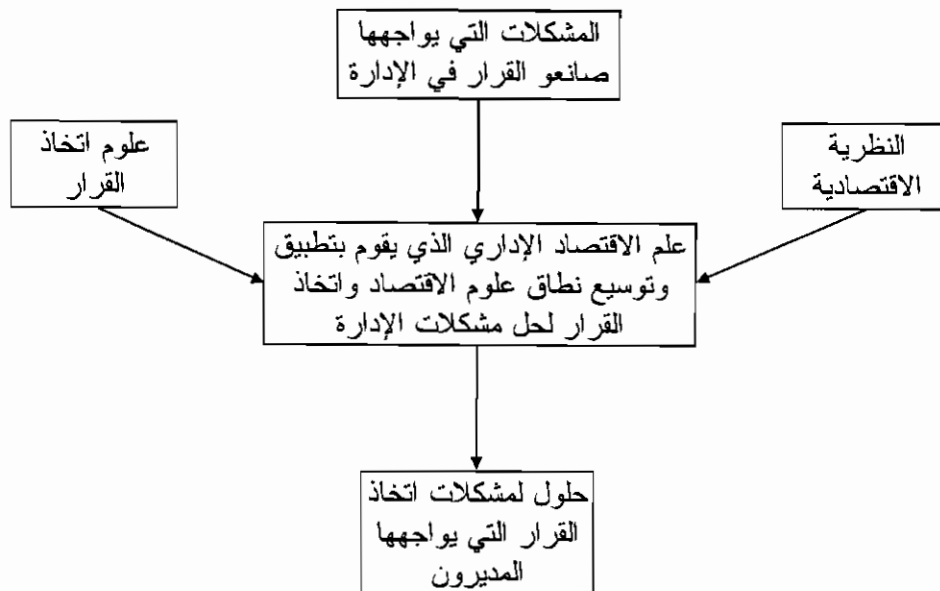 المشكلات التي يواجهها
صانعو القرار في الإدارة
النظرية
الاقتصادية
علوم اتخاذ
القرار
علم الاقتصاد الإداري الذي يقوم بتطبيق
وتوسيع نطاق علوم الاقتصاد واتخاذ
القرار لحل مشكلات الإدارة
حلول لمشكلات اتخاذ
القرار التي يواجهها
المديرون